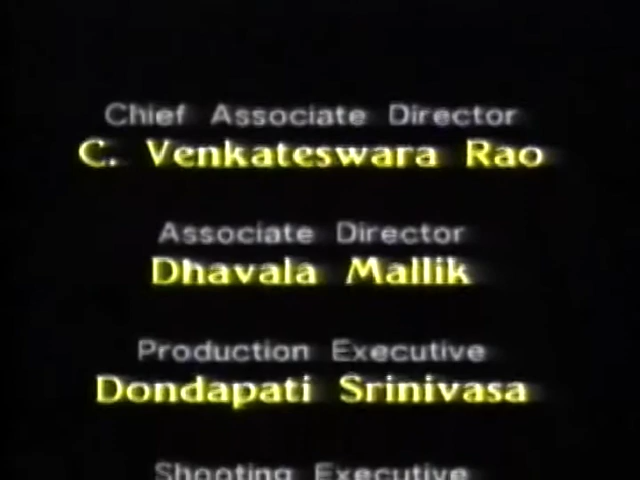 Chief Associate Director
C. Venkateswara Rao
Associate Director
Dhavala Mallik
Production Executive
Dondapati Srinivasa
Shooting Executive